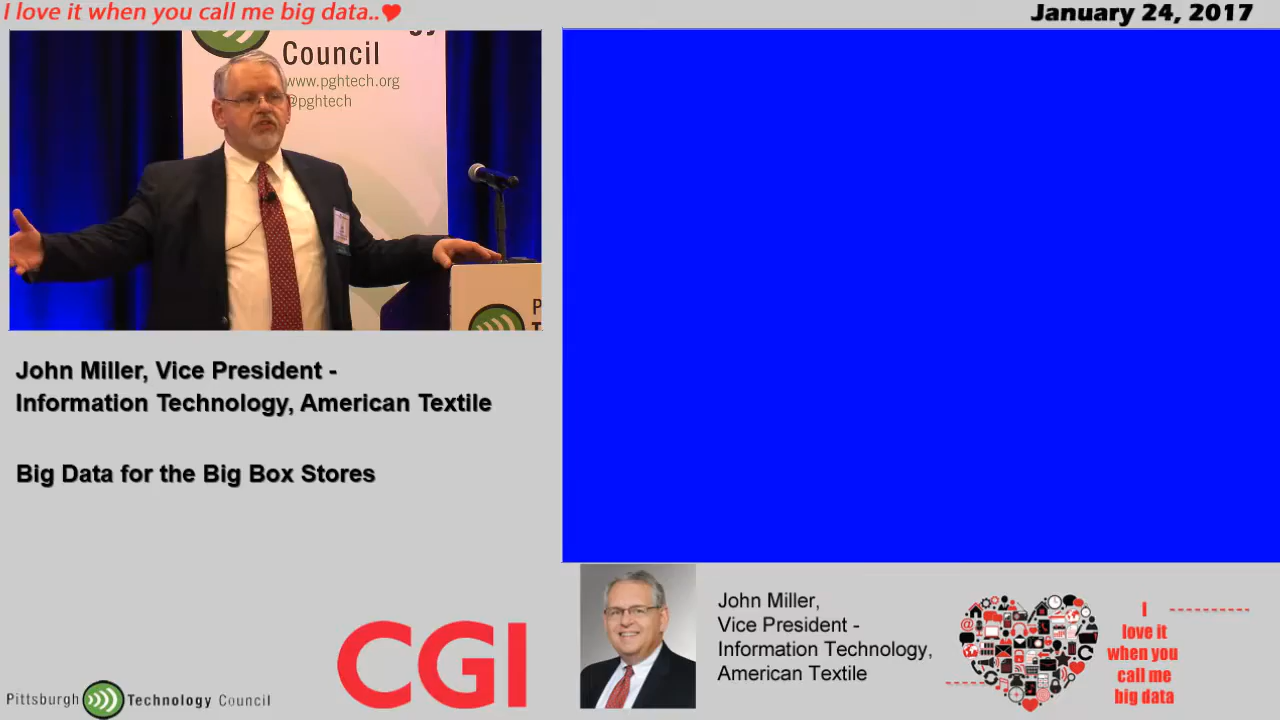 I love it when you call me big data..
January 24, 2017
Council
www.pghtech.org
@pghtech
John Miller, Vice President -
Information Technology, American Textile
Big Data for the Big Box Stores
CGI
Pittsburgh Technology Council
John Miller,
Vice President -
Information Technology,
American Textile
I
love it
when you
call me
big data